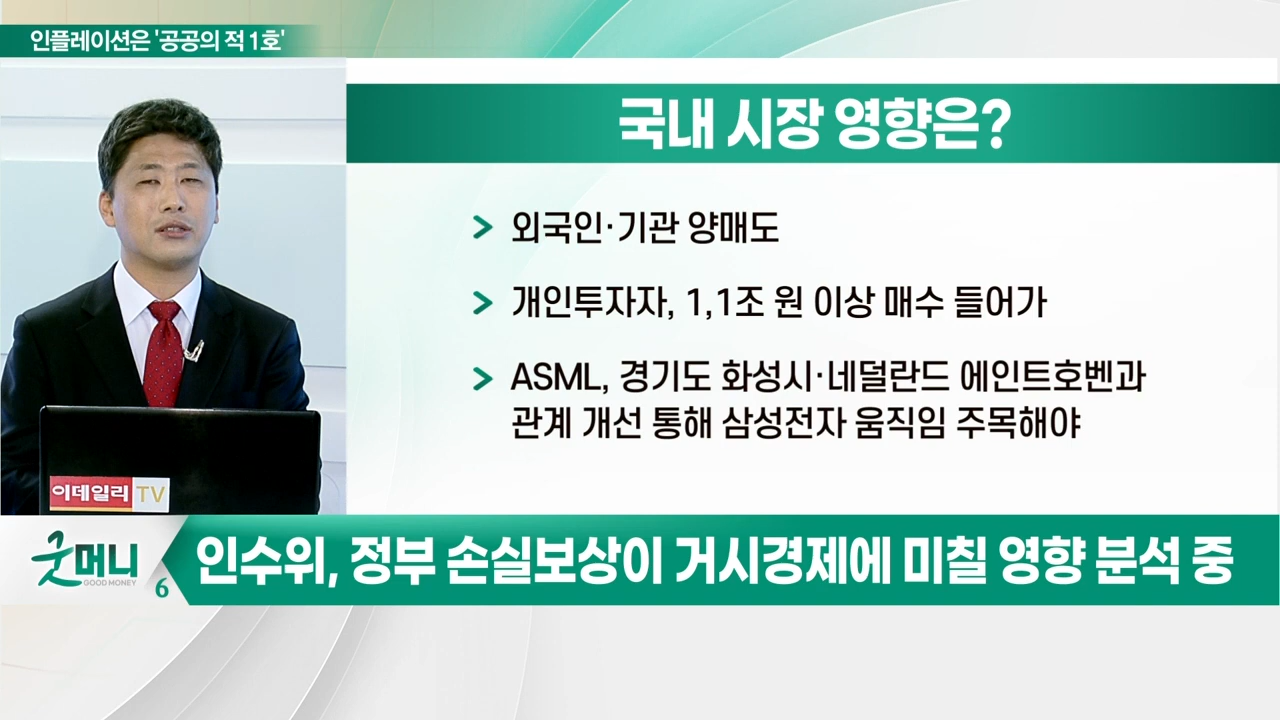 인플레이션은 '공공의 적 1호'
국내 시장 영향은?
> 외국인·기관 양매도
> 개인투자자, 1,1조 원 이상 매수 들어가
> ASML, 경기도 화성시·네덜란드 에인트호벤과
관계 개선 통해 삼성전자 움직임 주목해야
이데일리 TV
굿머니
GOOD MONEY
6
인수위, 정부 손실보상이 거시경제에 미칠 영향 분석 중